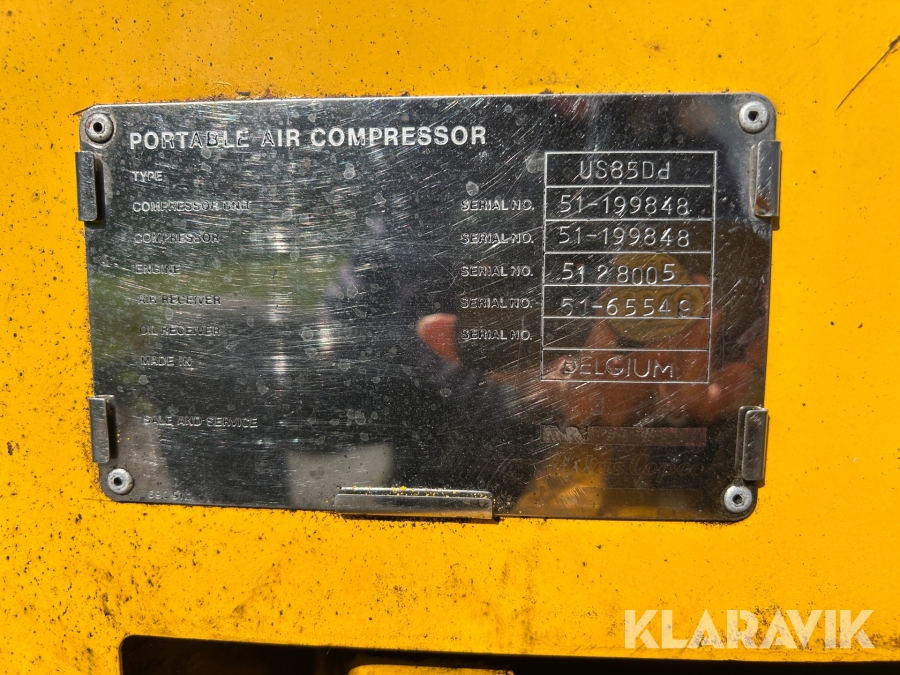 PORTABLE AIR COMPRESSOR
TYPE US85Dd
COMPRESSOR UNIT SERIAL NO. 51-199848
COMPRESSOR SERIAL NO. 51-199848
ENGINE SERIAL NO. 5128005
AIR RECEIVER SERIAL NO.
OIL RECEIVER SERIAL NO.
MADE IN BELGIUM
SALE AND SERVICE
KLARAVIK